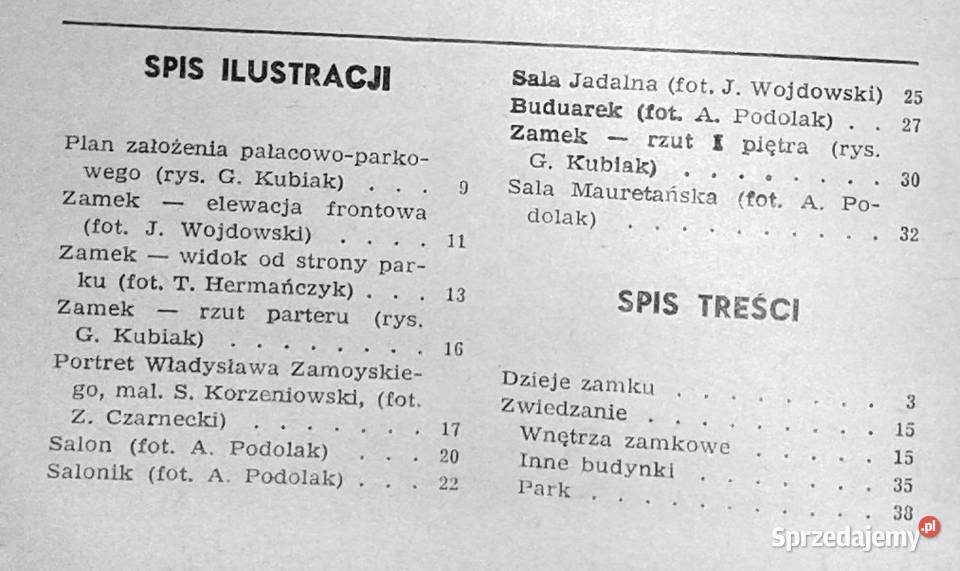 SPIS ILUSTRACJI
Plan założenia pałacowo-parko-
wego (rys. G. Kubiak) . . . 9
Zamek — elewacja frontowa
(fot. J. Wojdowski) . . . . 11
Zamek — widok od strony par-
ku (fot. T. Hermańczyk) . . . 13
Zamek — rzut parteru (rys.
G. Kubiak) . . . . . . . . 16
Portret Władysława Zamoyskie-
go, mal. S. Korzeniowski, (fot.
Z. Czarnecki) . . . . . . . 17
Salon (fot. A. Podolak) . . . 20
Salonik (fot. A. Podolak) . . . 22
Sala Jadalna (fot. J. Wojdowski) 25
Buduarek (fot. A. Podolak) . . 27
Zamek — rzut I piętra (rys.
G. Kubiak) . . . . . . . . 30
Sala Mauretańska (fot. A. Po-
dolak) . . . . . . . . . . 32
SPIS TREŚCI
Dzieje zamku . . . . . . . . 3
Zwiedzanie . . . . . . . . . 15
Wnętrza zamkowe . . . . . 15
Inne budynki . . . . . . . 35
Park . . . . . . . . . . . 38
Sprzedajemy.pl